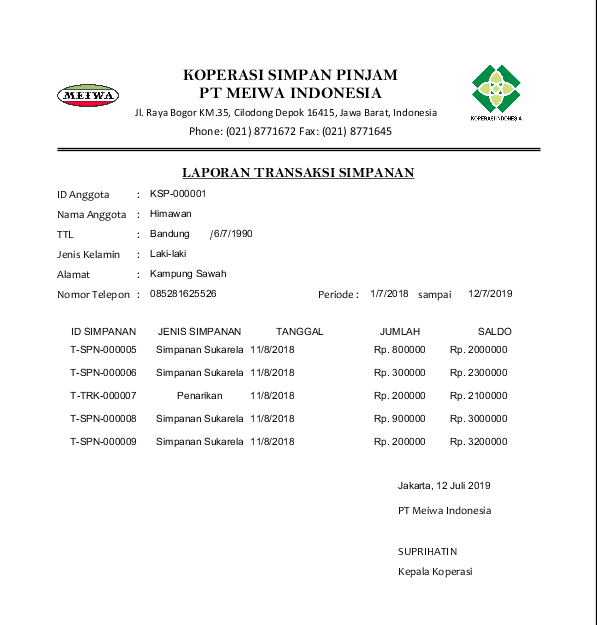 KOPERASI SIMPAN PINJAM
PT MEIWA INDONESIA
MEIWA
Jl. Raya Bogor KM.35, Cilodong Depok 16415, Jawa Barat, Indonesia
KOPERASI INDONESIA
Phone: (021) 8771672 Fax: (021) 8771645
LAPORAN TRANSAKSI SIMPANAN
ID Anggota : KSP-000001
Nama Anggota : Himawan
TTL : Bandung /6/7/1990
Jenis Kelamin : Laki-laki
Alamat : Kampung Sawah
Nomor Telepon : 085281625526 Periode : 1/7/2018 sampai 12/7/2019
ID SIMPANAN JENIS SIMPANAN TANGGAL JUMLAH SALDO
T-SPN-000005 Simpanan Sukarela 11/8/2018 Rp. 800000 Rp. 2000000
T-SPN-000006 Simpanan Sukarela 11/8/2018 Rp. 300000 Rp. 2300000
T-TRK-000007 Penarikan 11/8/2018 Rp. 200000 Rp. 2100000
T-SPN-000008 Simpanan Sukarela 11/8/2018 Rp. 900000 Rp. 3000000
T-SPN-000009 Simpanan Sukarela 11/8/2018 Rp. 200000 Rp. 3200000
Jakarta, 12 Juli 2019
PT Meiwa Indonesia
SUPRIHATIN
Kepala Koperasi